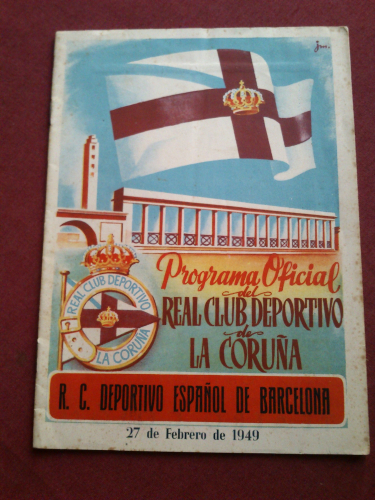 Programa Oficial
del
REAL CLUB DEPORTIVO
de
LA CORUÑA
REAL CLUB DEPORTIVO
LA CORUÑA
R. C. DEPORTIVO ESPAÑOL DE BARCELONA
27 de Febrero de 1949